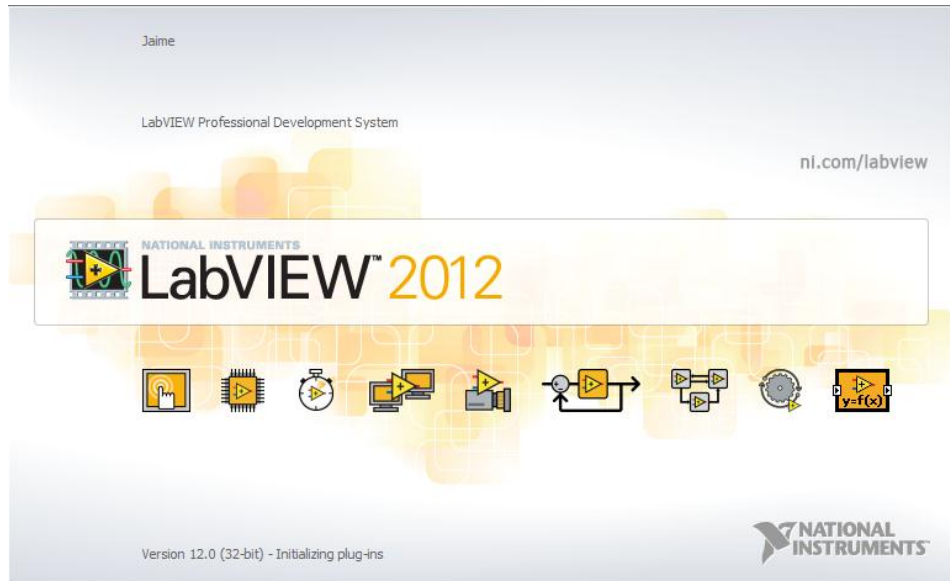 Jaime
LabVIEW Professional Development System
ni.com/labview
NATIONAL INSTRUMENTS
LabVIEW™ 2012
y=f(x)
Version 12.0 (32-bit) - Initializing plug-ins
NATIONAL
INSTRUMENTS™